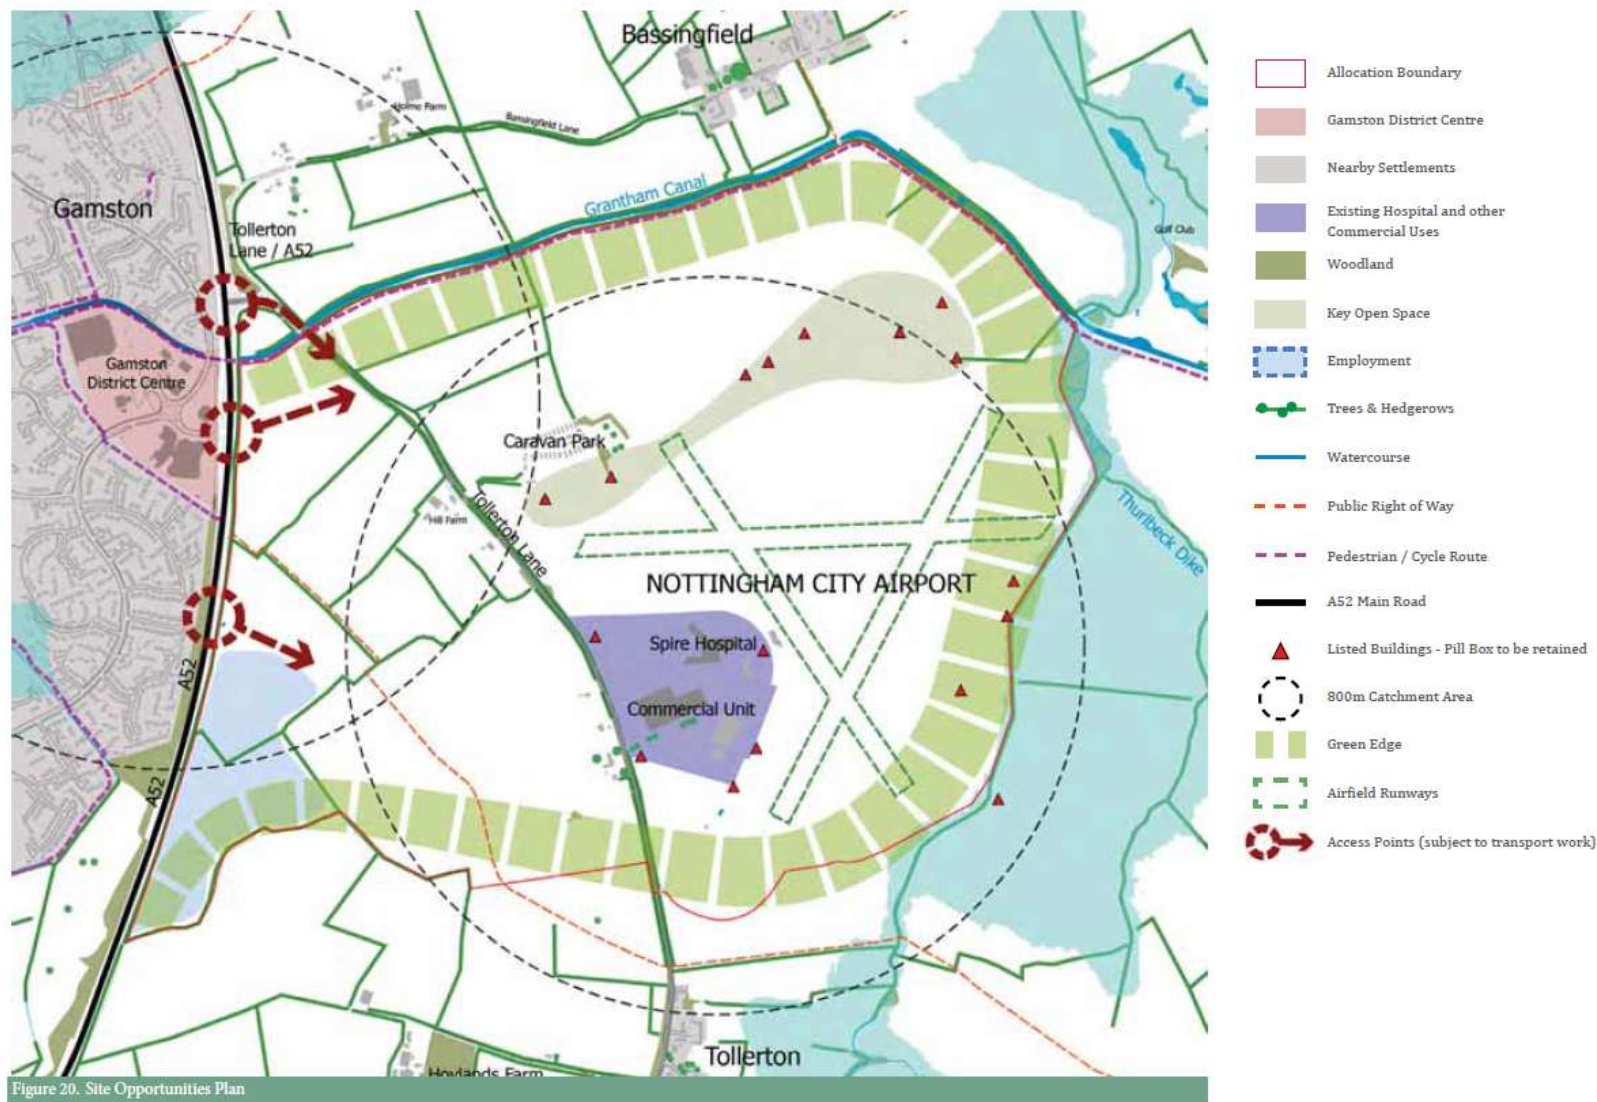 Bassingfield
Holme Farm
Bassingfield Lane
Grantham Canal
Gamston
Tollerton
Lane / A52
Golf Club
Gamston
District Centre
Caravan Park
Hill Farm
Tollerton Lane
Thurlbeck Dike
NOTTINGHAM CITY AIRPORT
Spire Hospital
Commercial Unit
A52
A52
Tollerton
Hoylands Farm
Figure 20. Site Opportunities Plan
Allocation Boundary
Gamston District Centre
Nearby Settlements
Existing Hospital and other
Commercial Uses
Woodland
Key Open Space
Employment
Trees & Hedgerows
Watercourse
Public Right of Way
Pedestrian / Cycle Route
A52 Main Road
Listed Buildings - Pill Box to be retained
800m Catchment Area
Green Edge
Airfield Runways
Access Points (subject to transport work)